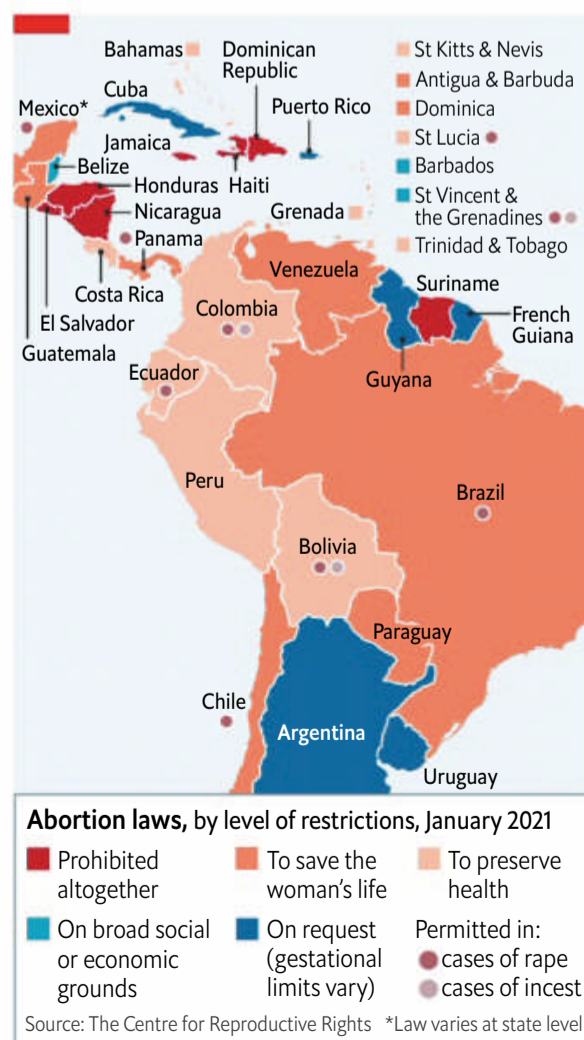 Bahamas
Dominican
Republic
Cuba
Mexico*
Puerto Rico
Jamaica
Belize
Honduras
Haiti
Nicaragua
Grenada
Panama
Costa Rica
El Salvador
Guatemala
St Kitts & Nevis
Antigua & Barbuda
Dominica
St Lucia
Barbados
St Vincent &
the Grenadines
Trinidad & Tobago
Venezuela
Suriname
French
Guiana
Guyana
Colombia
Ecuador
Peru
Brazil
Bolivia
Paraguay
Chile
Argentina
Uruguay
Abortion laws, by level of restrictions, January 2021
Prohibited
altogether
To save the
woman's life
To preserve
health
On broad social
or economic
grounds
On request
(gestational
limits vary)
Permitted in:
cases of rape
cases of incest
Source: The Centre for Reproductive Rights *Law varies at state level